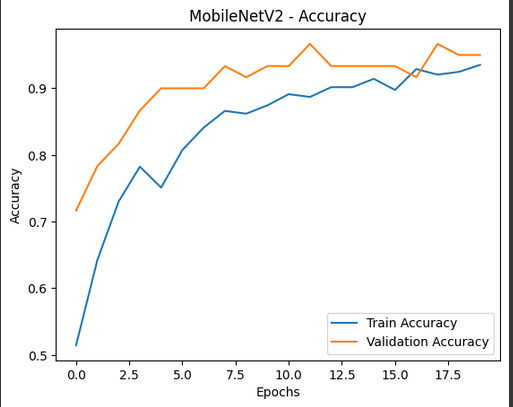 MobileNetV2 - Accuracy
Accuracy
0.9
0.8
0.7
0.6
0.5
Train Accuracy
Validation Accuracy
0.0 2.5 5.0 7.5 10.0 12.5 15.0 17.5
Epochs